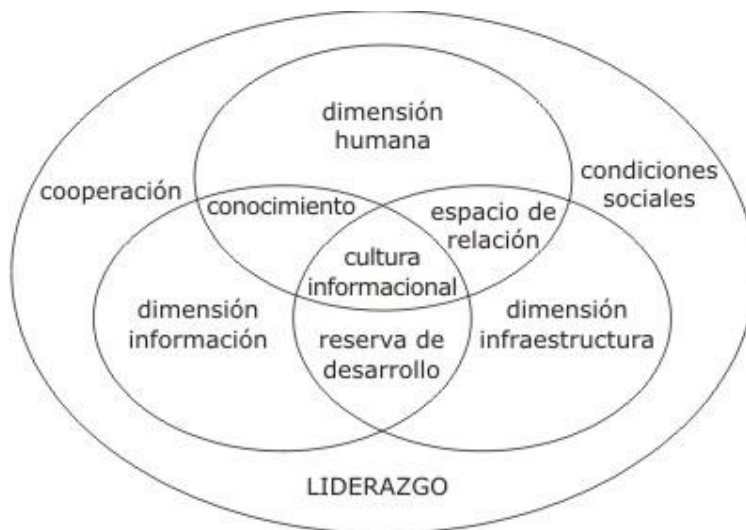 dimensión
humana
cooperación
condiciones
sociales
conocimiento
espacio de
relación
cultura
informacional
dimensión
información
reserva de
desarrollo
dimensión
infraestructura
LIDERAZGO